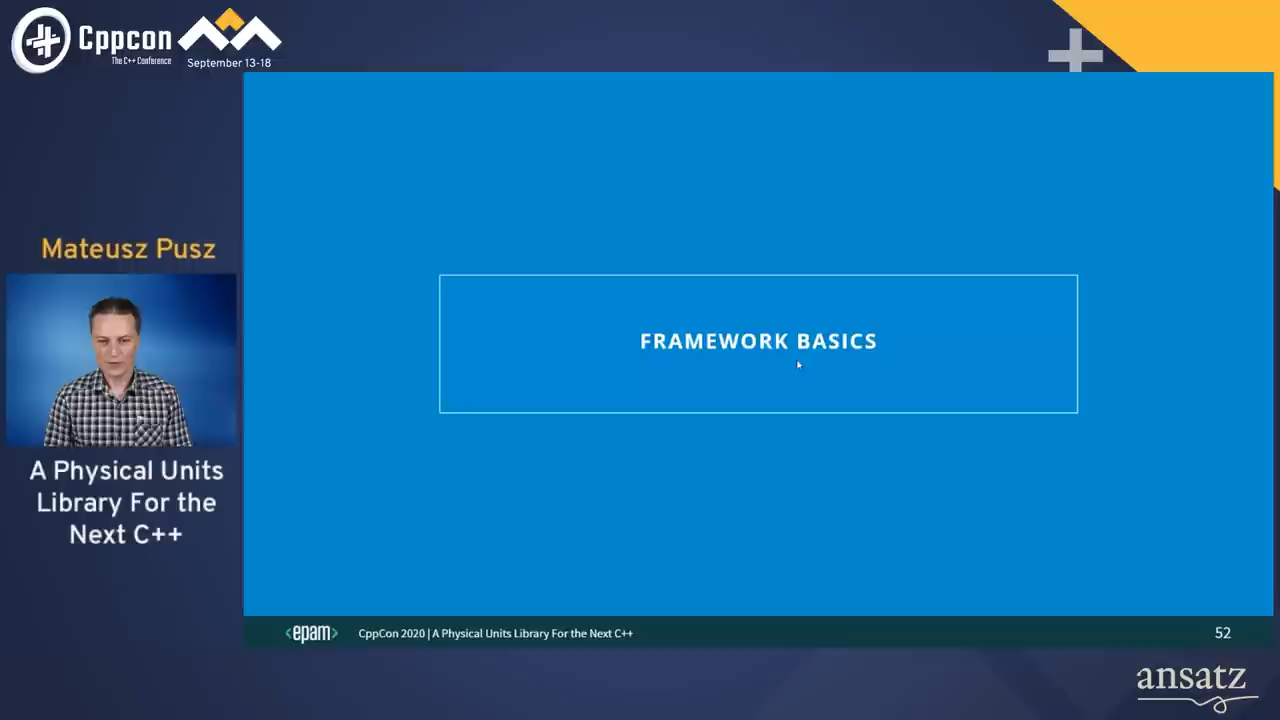 Cppcon
The C++ Conference
September 13-18
Mateusz Pusz
A Physical Units
Library For the
Next C++
FRAMEWORK BASICS
<epam>
CppCon 2020 | A Physical Units Library For the Next C++
52
ansatz